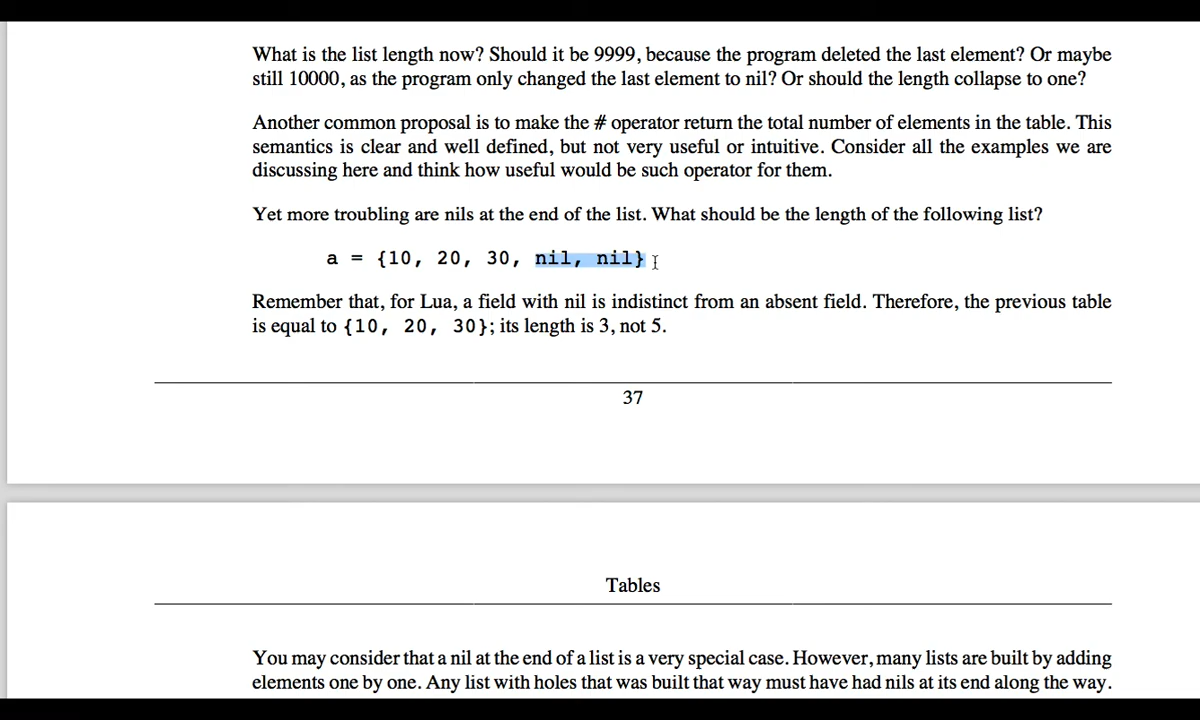 What is the list length now? Should it be 9999, because the program deleted the last element? Or maybe
still 10000, as the program only changed the last element to nil? Or should the length collapse to one?
Another common proposal is to make the # operator return the total number of elements in the table. This
semantics is clear and well defined, but not very useful or intuitive. Consider all the examples we are
discussing here and think how useful would be such operator for them.
Yet more troubling are nils at the end of the list. What should be the length of the following list?
a = {10, 20, 30, nil, nil}
Remember that, for Lua, a field with nil is indistinct from an absent field. Therefore, the previous table
is equal to {10, 20, 30}; its length is 3, not 5.
37
Tables
You may consider that a nil at the end of a list is a very special case. However, many lists are built by adding
elements one by one. Any list with holes that was built that way must have had nils at its end along the way.